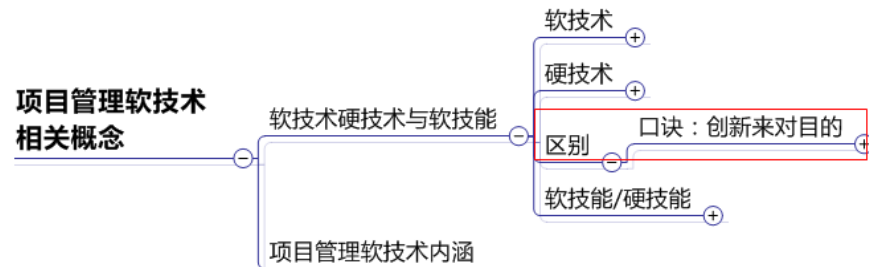 软技术
硬技术
项目管理软技术
相关概念
软技术硬技术与软技能
口诀：创新来对目的
区别
软技能/硬技能
项目管理软技术内涵